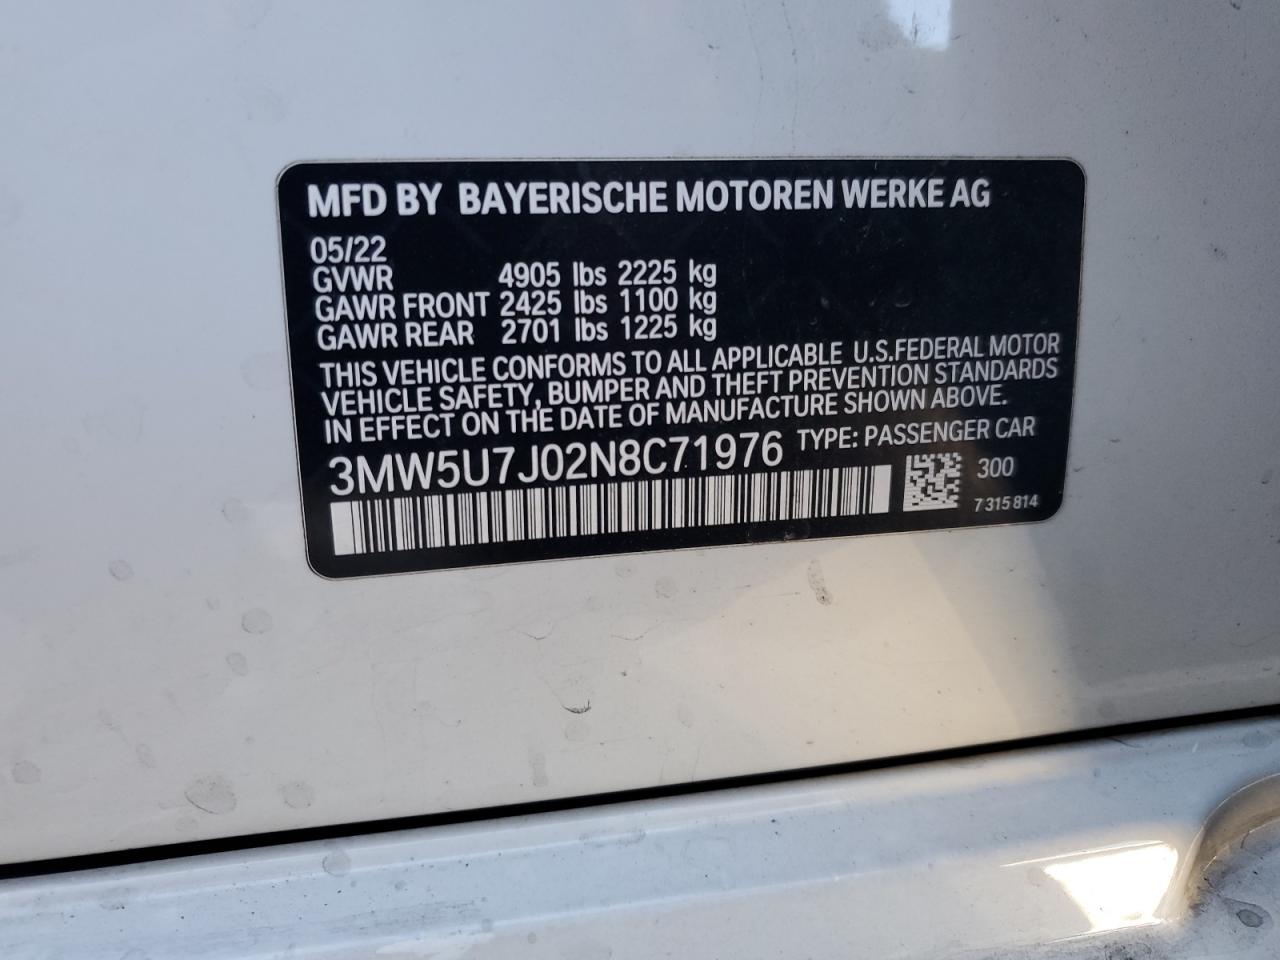 MFD BY BAYERISCHE MOTOREN WERKE AG
05/22
GVWR 4905 lbs 2225 kg
GAWR FRONT 2425 lbs 1100 kg
GAWR REAR 2701 lbs 1225 kg
THIS VEHICLE CONFORMS TO ALL APPLICABLE U.S.FEDERAL MOTOR
VEHICLE SAFETY, BUMPER AND THEFT PREVENTION STANDARDS
IN EFFECT ON THE DATE OF MANUFACTURE SHOWN ABOVE.
3MW5U7J02N8C71976 TYPE: PASSENGER CAR
300
7 315 814